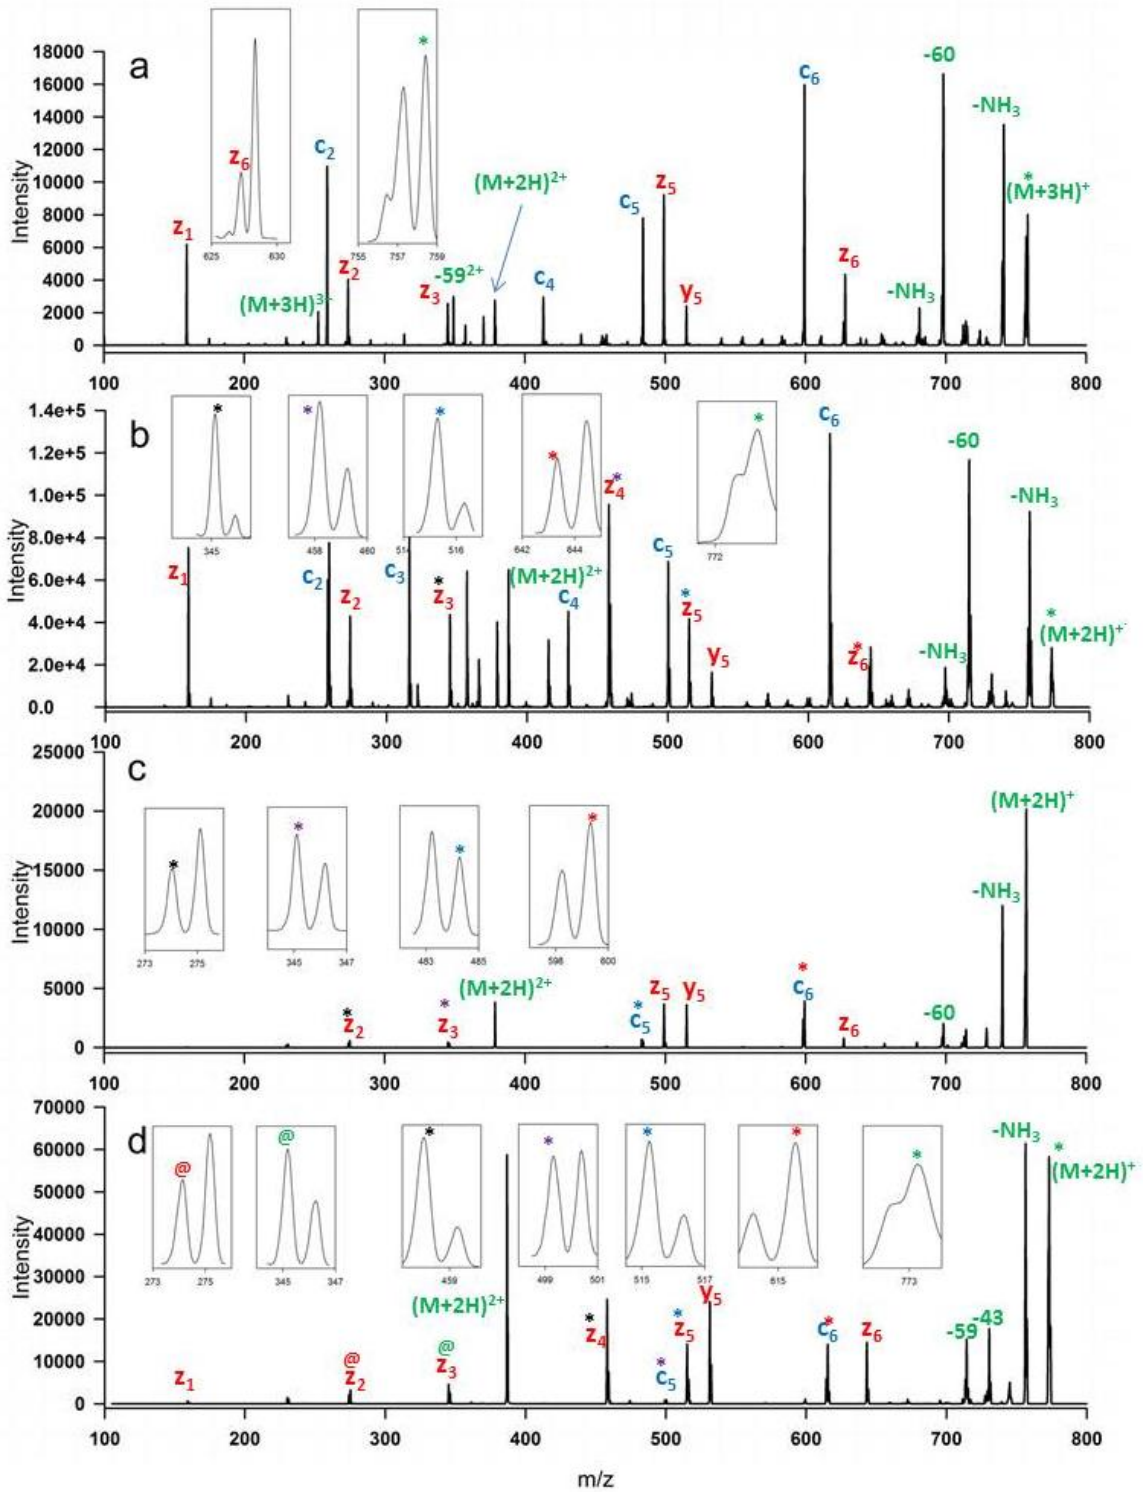 a
18000
16000
14000
12000
10000
8000
6000
4000
2000
0
Intensity
z1
z6
625 630
c2
*
755 757 759
(M+3H)3+
z2
z3
-59 2+
(M+2H)2+
c4
c5
z5
y5
c6
z6
-NH3
-60
-NH3
*
(M+3H)+
100 200 300 400 500 600 700 800
b
1.4e+5
1.2e+5
1.0e+5
8.0e+4
6.0e+4
4.0e+4
2.0e+4
0.0
Intensity
*
345
*
458 460
*
514 516
*
642 644
*
772
z1
c2
z2
c3
*
z3
(M+2H)2+
c4
*
z4
c5
*
z5
y5
c6
*
z6
-NH3
-60
-NH3
*
(M+2H)+
100 200 300 400 500 600 700 800
c
25000
20000
15000
10000
5000
0
Intensity
*
273 275
*
345 347
*
483 485
*
598 600
*
z2
*
z3
(M+2H)2+
*
c5
z5
y5
*
c6
z6
-60
-NH3
(M+2H)+
100 200 300 400 500 600 700 800
d
70000
60000
50000
40000
30000
20000
10000
0
Intensity
@
273 275
@
345 347
*
459
*
499 501
*
515 517
*
615
*
773
z1
@
z2
@
z3
(M+2H)2+
*
z4
*
c5
*
z5
y5
*
c6
z6
-59
-43
-NH3
*
(M+2H)+
100 200 300 400 500 600 700 800
m/z